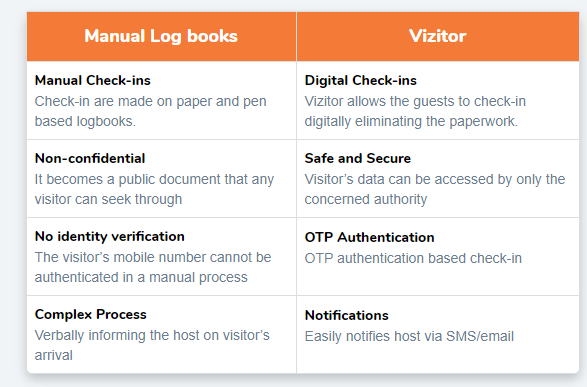 Manual Log books
Vizitor
Manual Check-ins
Check-in are made on paper and pen
based logbooks.
Digital Check-ins
Vizitor allows the guests to check-in
digitally eliminating the paperwork.
Non-confidential
It becomes a public document that any
visitor can seek through
Safe and Secure
Visitor's data can be accessed by only the
concerned authority
No identity verification
The visitor's mobile number cannot be
authenticated in a manual process
OTP Authentication
OTP authentication based check-in
Complex Process
Verbally informing the host on visitor's
arrival
Notifications
Easily notifies host via SMS/email